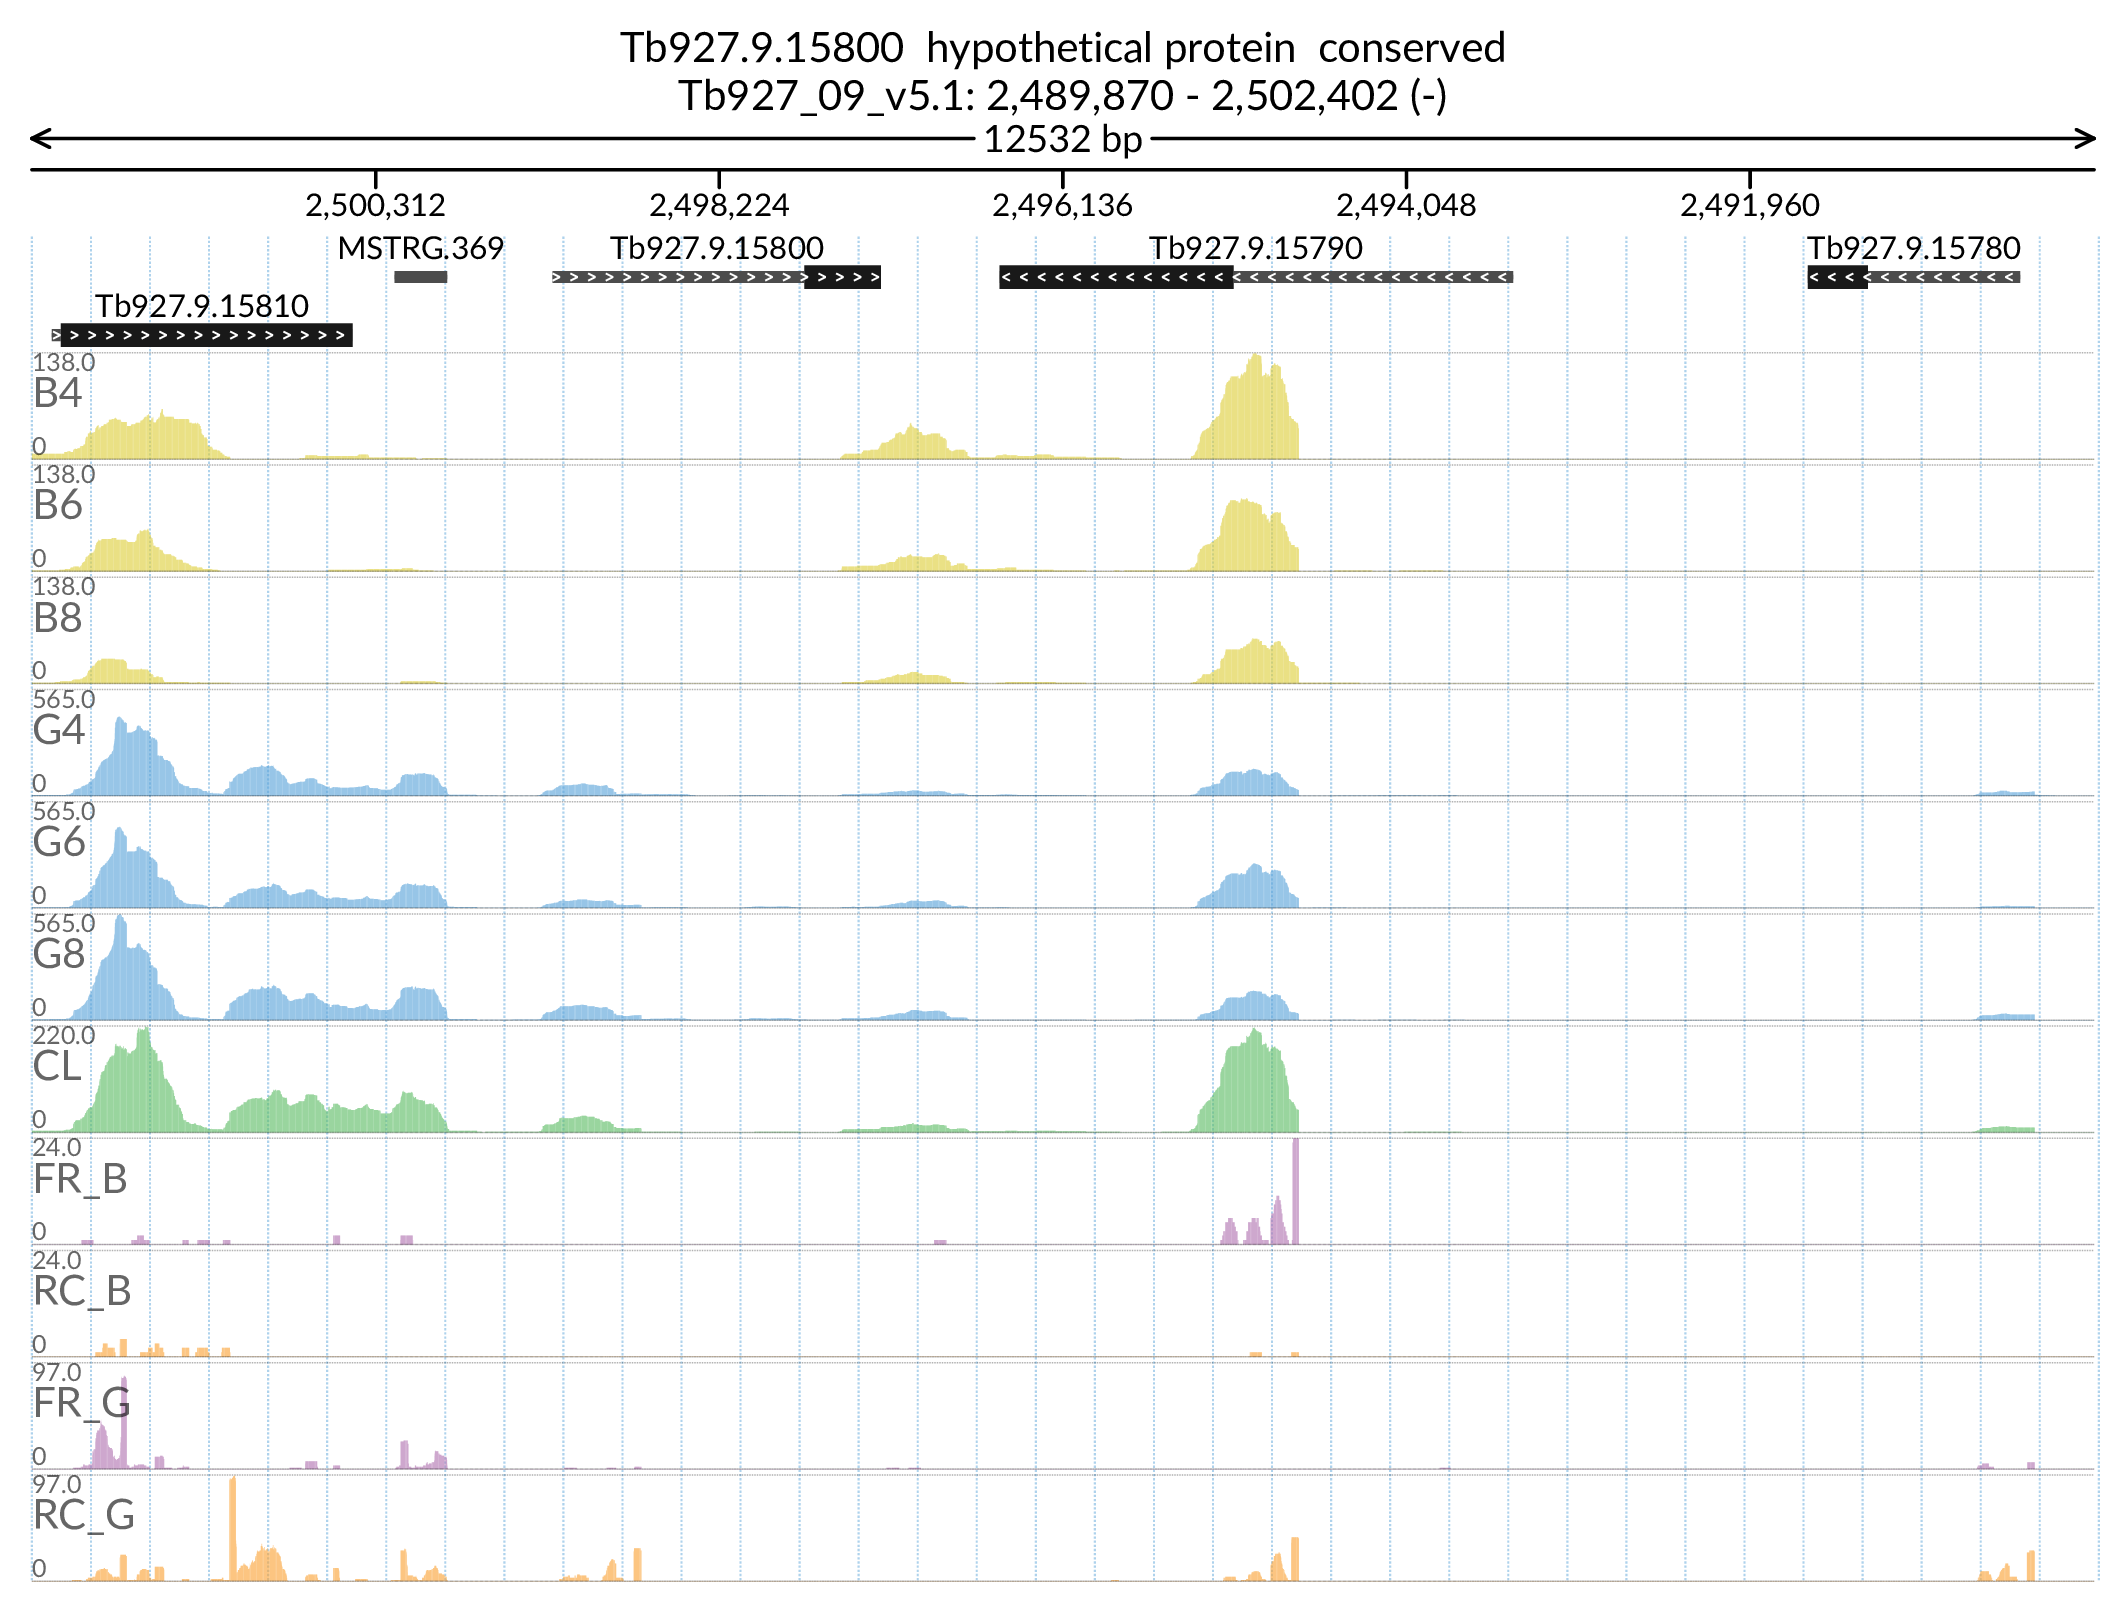 Tb927.9.15800  hypothetical protein  conserved
Tb927_09_v5.1: 2,489,870 - 2,502,402 (-)
12532 bp
2,500,312 2,498,224 2,496,136 2,494,048 2,491,960
MSTRG.369 Tb927.9.15800 Tb927.9.15790 Tb927.9.15780
Tb927.9.15810
138.0
B4
0
138.0
B6
0
138.0
B8
0
565.0
G4
0
565.0
G6
0
565.0
G8
0
220.0
CL
0
24.0
FR_B
0
24.0
RC_B
0
97.0
FR_G
0
97.0
RC_G
0